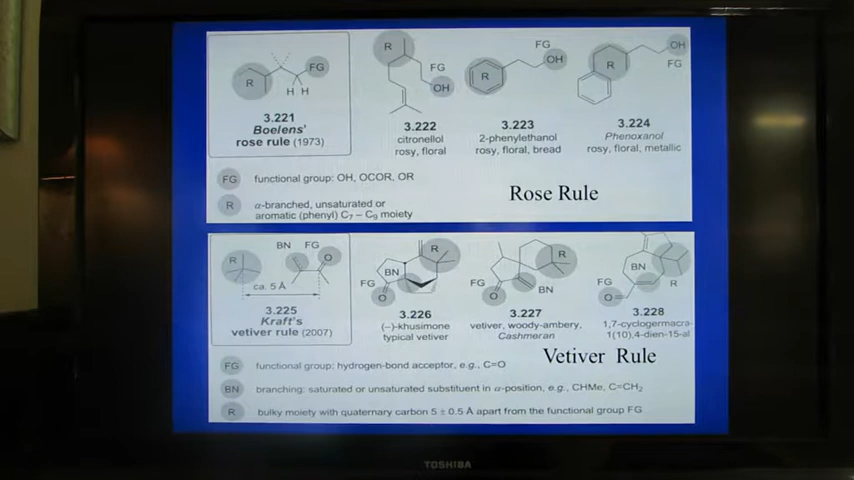 R
FG
H H
3.221
Boelens'
rose rule (1973)
R
FG
OH
3.222
citronellol
rosy, floral
FG
OH
R
3.223
2-phenylethanol
rosy, floral, bread
OH
FG
R
3.224
Phenoxanol
rosy, floral, metallic
FG functional group: OH, OCOR, OR
R α-branched, unsaturated or
aromatic (phenyl) C7 – C9 moiety
Rose Rule
BN FG
R
O
ca. 5 Å
3.225
Kraft's
vetiver rule (2007)
R
BN
FG
O
3.226
(–)-khusimone
typical vetiver
R
FG
O
BN
3.227
vetiver, woody-ambery,
Cashmeran
BN
FG
R
O
3.228
1,7-cyclogermacra-
1(10),4-dien-15-al
Vetiver Rule
FG functional group: hydrogen-bond acceptor, e.g., C=O
BN branching: saturated or unsaturated substituent in α-position, e.g., CHMe, C=CH2
R bulky moiety with quaternary carbon 5 ± 0.5 Å apart from the functional group FG
TOSHIBA